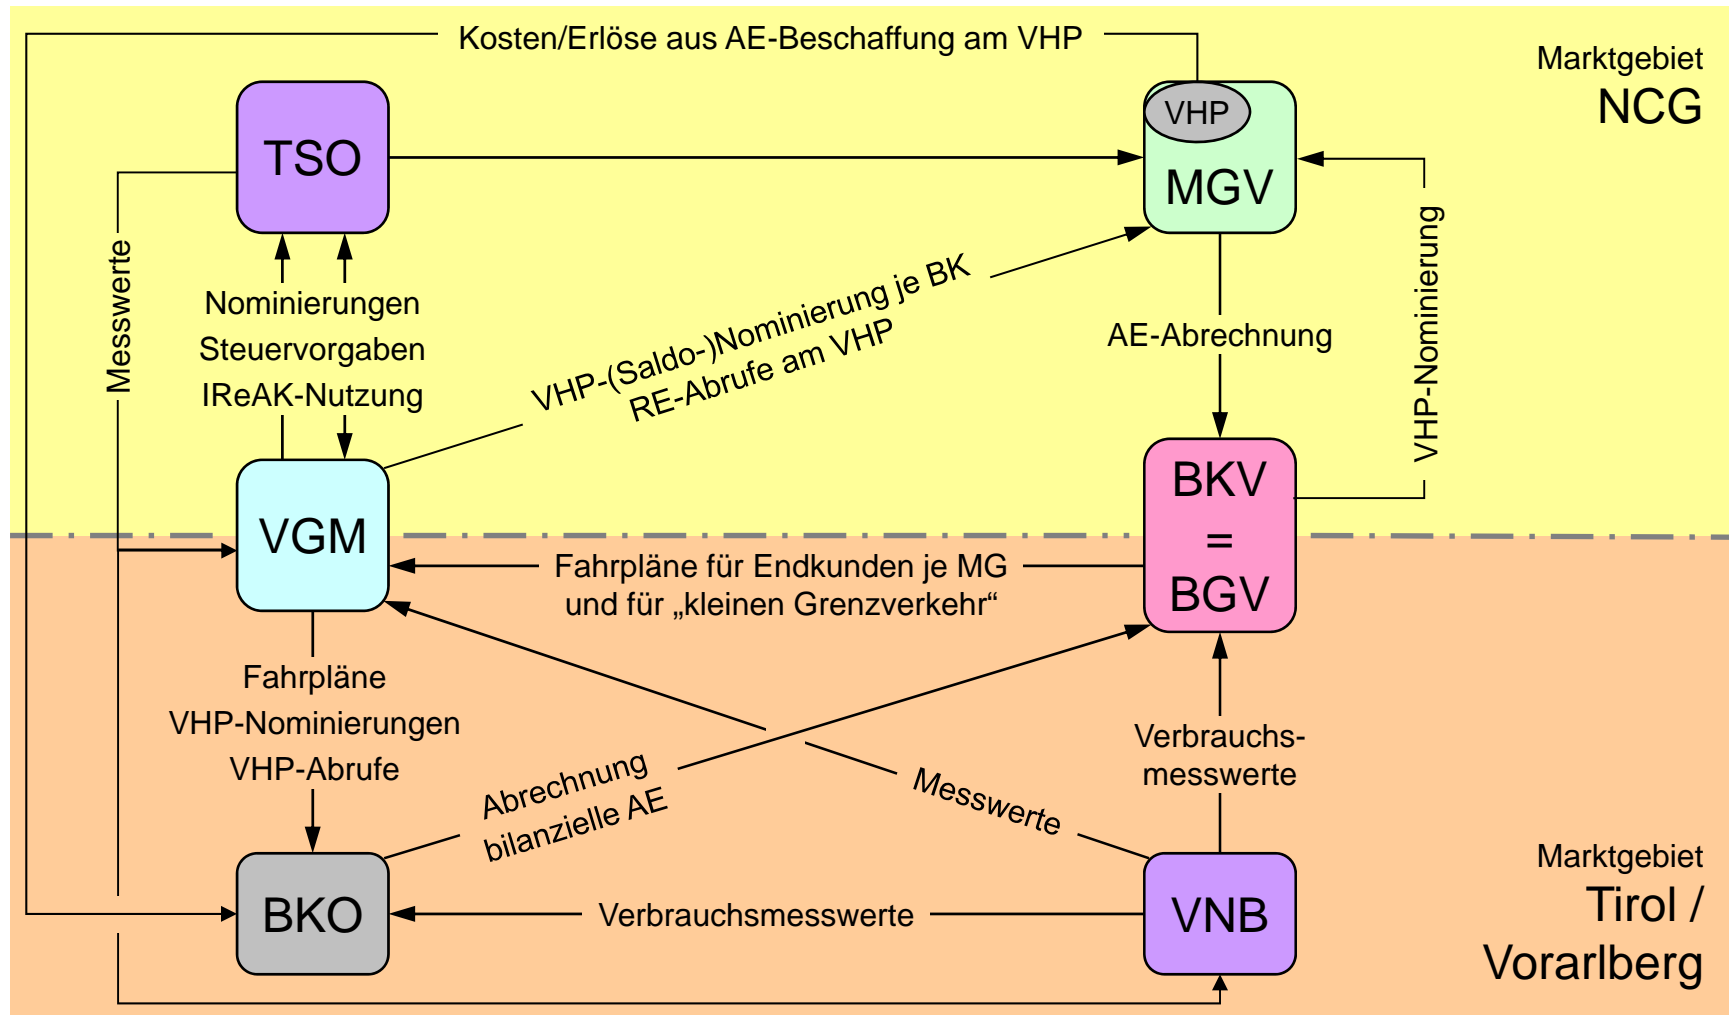 Kosten/Erlöse aus AE-Beschaffung am VHP
Marktgebiet
NCG
TSO
VHP
MGV
Messwerte
Nominierungen
Steuervorgaben
IReAK-Nutzung
VHP-(Saldo-)Nominierung je BK
RE-Abrufe am VHP
AE-Abrechnung
VHP-Nominierung
VGM
BKV
=
BGV
Fahrpläne für Endkunden je MG
und für „kleinen Grenzverkehr“
Fahrpläne
VHP-Nominierungen
VHP-Abrufe
Abrechnung
bilanzielle AE
Messwerte
Verbrauchs-
messwerte
BKO
Verbrauchsmesswerte
VNB
Marktgebiet
Tirol /
Vorarlberg